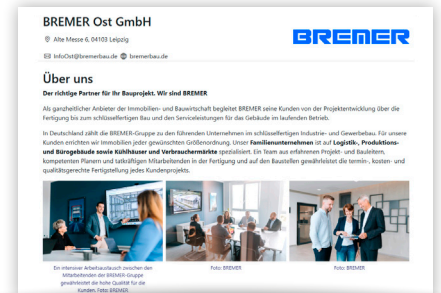 BREMER Ost GmbH
Alte Messe 6, 04103 Leipzig
BREMER
InfoOst@bremerbau.de bremerbau.de
Über uns
Der richtige Partner für Ihr Bauprojekt. Wir sind BREMER
Als ganzheitlicher Anbieter der Immobilien- und Bauwirtschaft begleitet BREMER seine Kunden von der Projektentwicklung über die
Fertigung bis zum schlüsselfertigen Bau und den Serviceleistungen für das Gebäude im laufenden Betrieb.
In Deutschland zählt die BREMER-Gruppe zu den führenden Unternehmen im schlüsselfertigen Industrie- und Gewerbebau. Für unsere
Kunden errichten wir Immobilien jeder gewünschten Größenordnung. Unser Familienunternehmen ist auf Logistik-, Produktions-
und Bürogebäude sowie Kühlhäuser und Verbrauchermärkte spezialisiert. Ein Team aus erfahrenen Projekt- und Bauleitern,
kompetenten Planern und tatkräftigen Mitarbeitenden in der Fertigung und auf den Baustellen gewährleistet die termin-, kosten- und
qualitätsgerechte Fertigstellung jedes Kundenprojekts.
Ein intensiver Arbeitsaustausch zwischen den
Mitarbeitenden der BREMER-Gruppe
gewährleistet die hohe Qualität für die
Kunden. Foto: BREMER
Foto: BREMER
Foto: BREMER